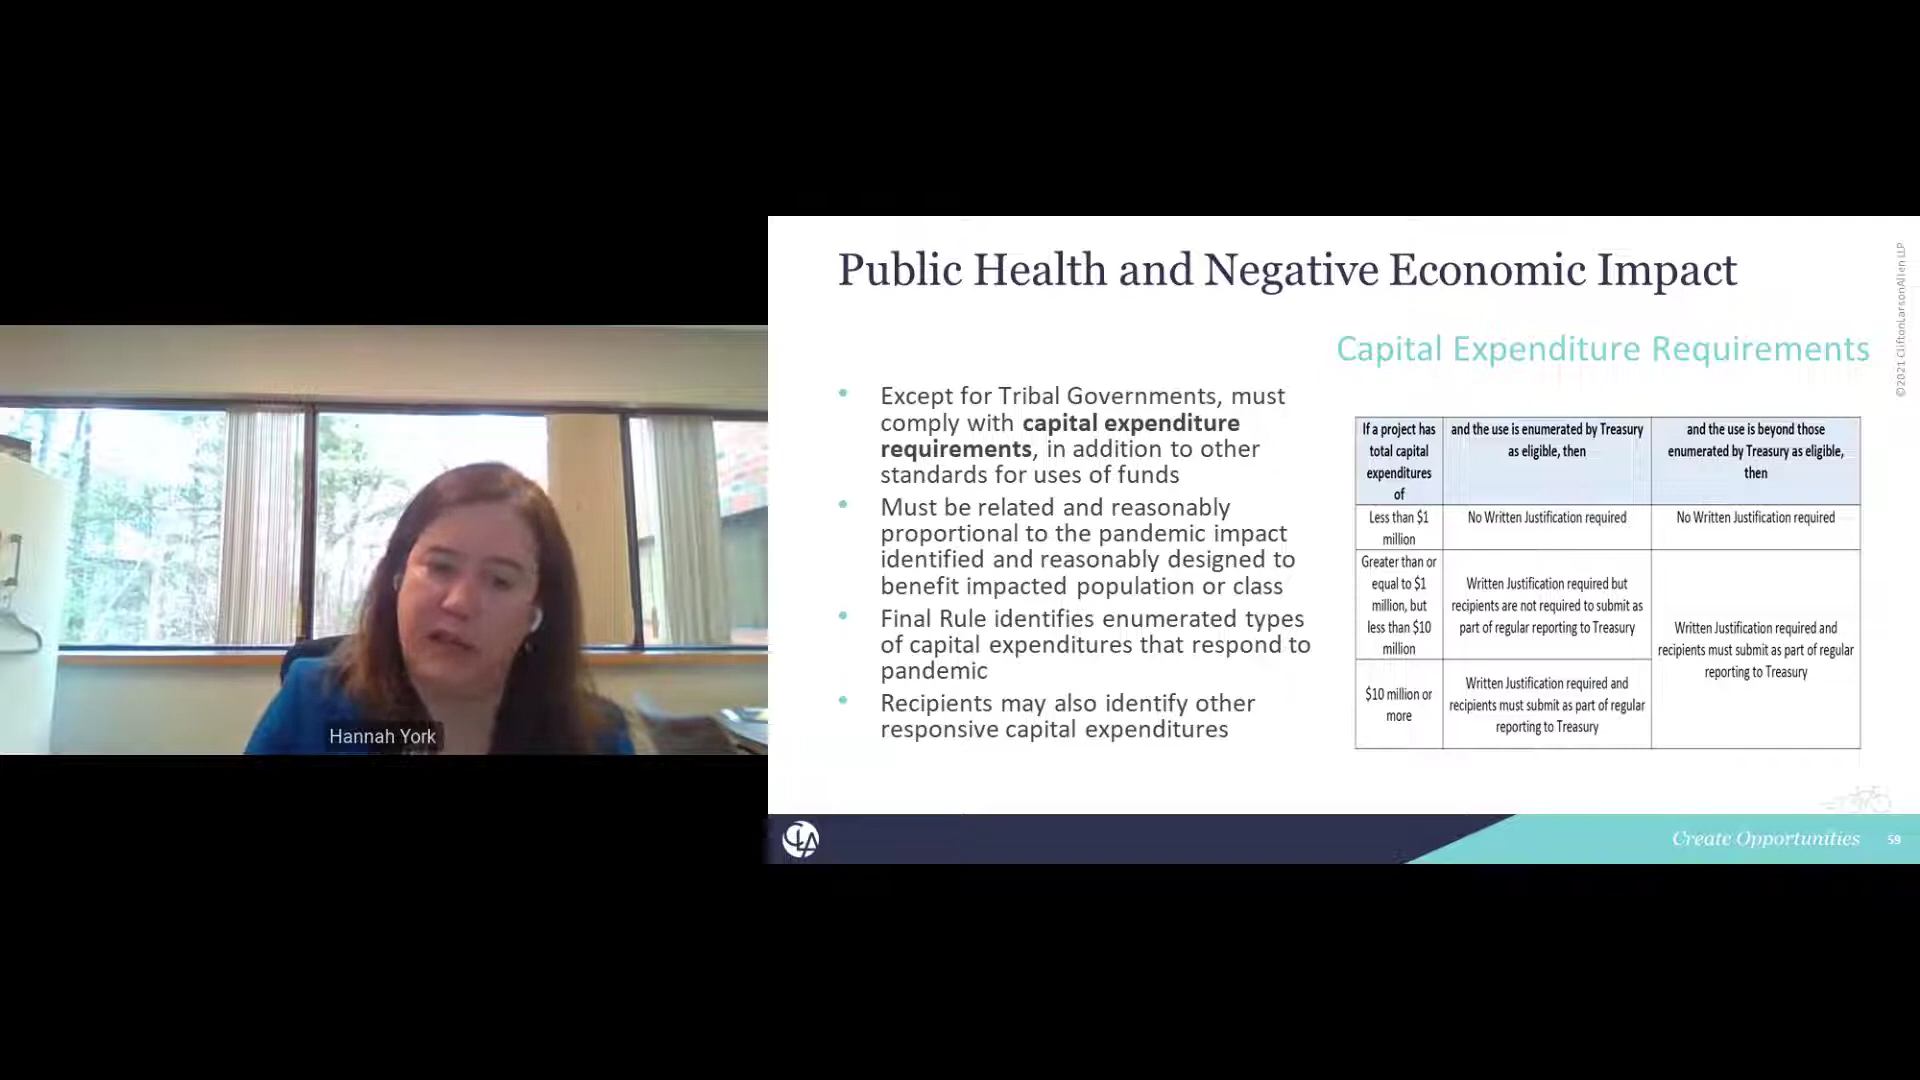 Public Health and Negative Economic Impact
Capital Expenditure Requirements
• Except for Tribal Governments, must
comply with capital expenditure
requirements, in addition to other
standards for uses of funds
• Must be related and reasonably
proportional to the pandemic impact
identified and reasonably designed to
benefit impacted population or class
• Final Rule identifies enumerated types
of capital expenditures that respond to
pandemic
• Recipients may also identify other
responsive capital expenditures
If a project has
total capital
expenditures
of
and the use is enumerated by Treasury
as eligible, then
and the use is beyond those
enumerated by Treasury as eligible,
then
Less than $1
million
No Written Justification required
No Written Justification required
Greater than or
equal to $1
million, but
less than $10
million
Written Justification required but
recipients are not required to submit as
part of regular reporting to Treasury
Written Justification required and
recipients must submit as part of regular
reporting to Treasury
$10 million or
more
Written Justification required and
recipients must submit as part of regular
reporting to Treasury
©2021 CliftonLarsonAllen LLP
Hannah York
CLA
Create Opportunities
59